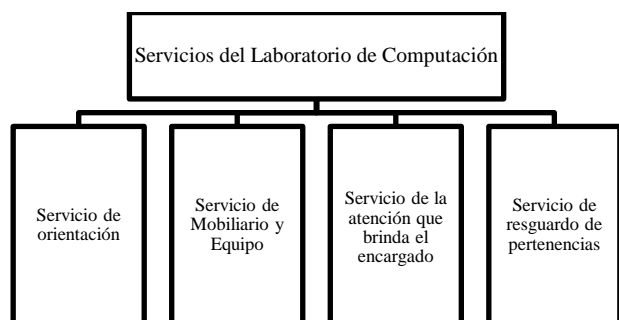 Servicios del Laboratorio de Computación
Servicio de
orientación
Servicio de
Mobiliario y
Equipo
Servicio de la
atención que
brinda el
encargado
Servicio de
resguardo de
pertenencias